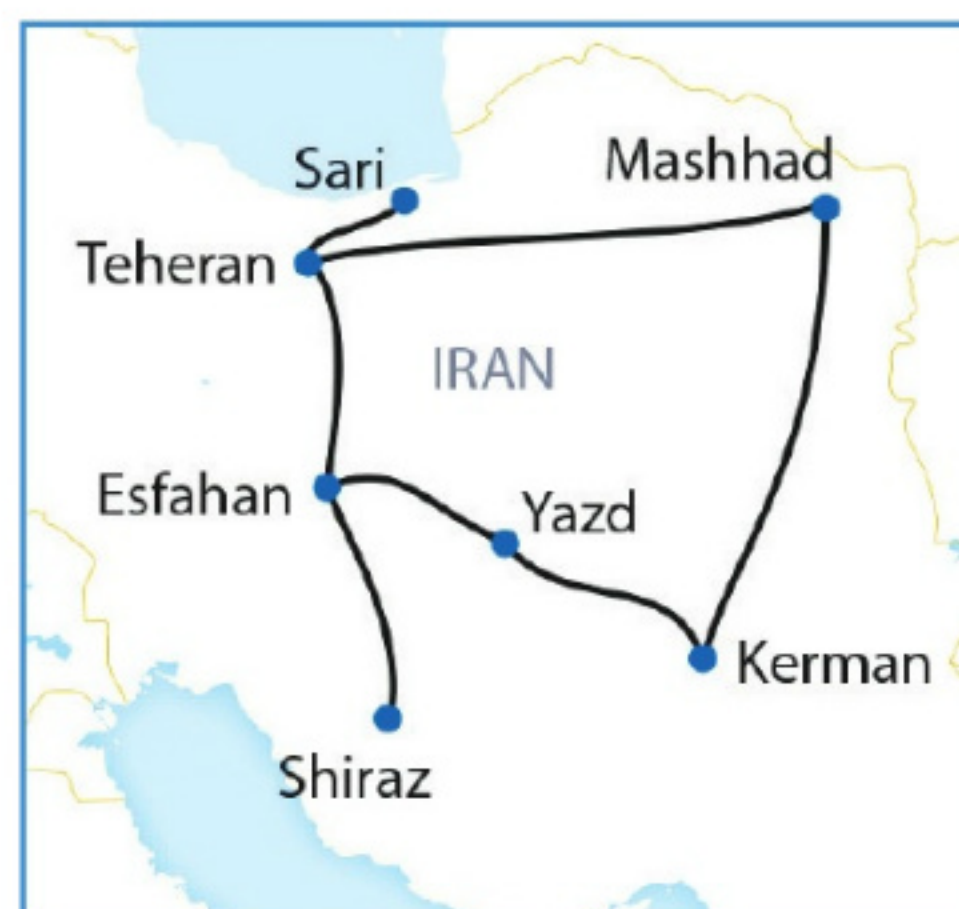 Sari
Mashhad
Teheran
IRAN
Esfahan
Yazd
Kerman
Shiraz